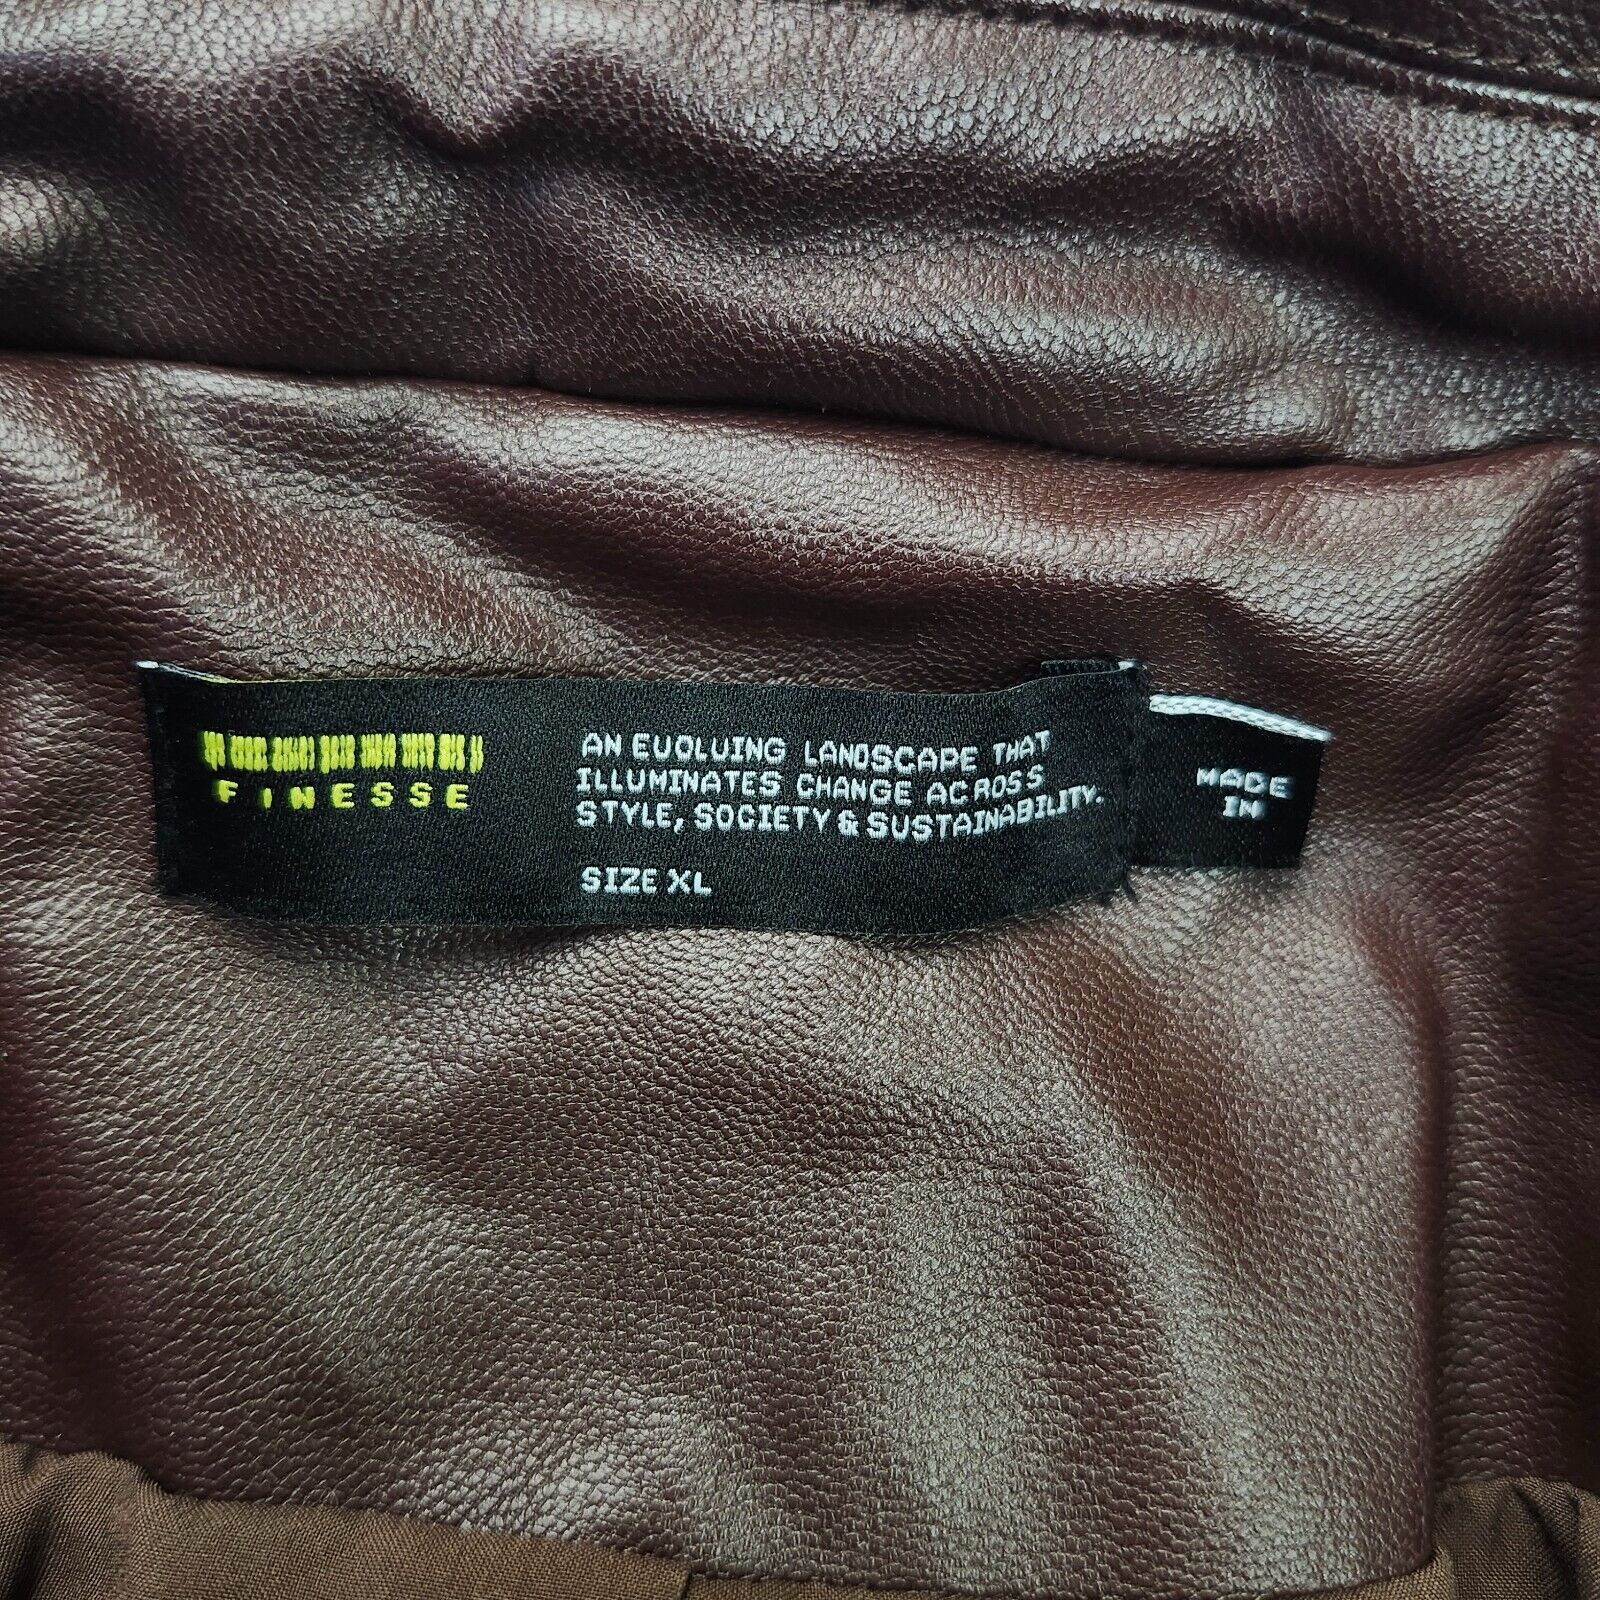 FINESSE
AN EVOLVING LANDSCAPE THAT
ILLUMINATES CHANGE ACROSS
STYLE, SOCIETY & SUSTAINABILITY.
SIZE XL
MADE
IN